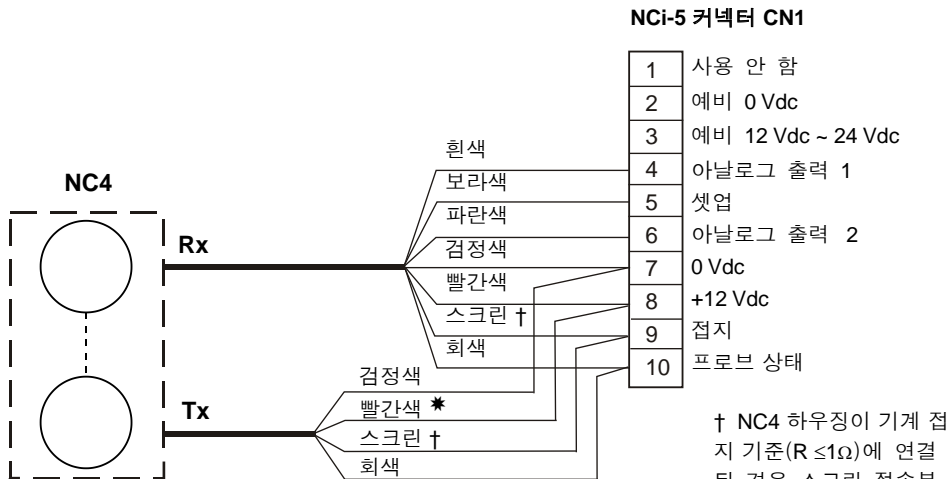 NCi-5 커넥터 CN1
1 사용 안 함
2 예비 0 Vdc
3 예비 12 Vdc ~ 24 Vdc
4 아날로그 출력 1
5 셋업
6 아날로그 출력 2
7 0 Vdc
8 +12 Vdc
9 접지
10 프로브 상태
NC4
Rx
흰색
보라색
파란색
검정색
빨간색
스크린 †
회색
Tx
검정색
빨간색 ✷
스크린 †
회색
† NC4 하우징이 기계 접
지 기준(R ≤1Ω)에 연결